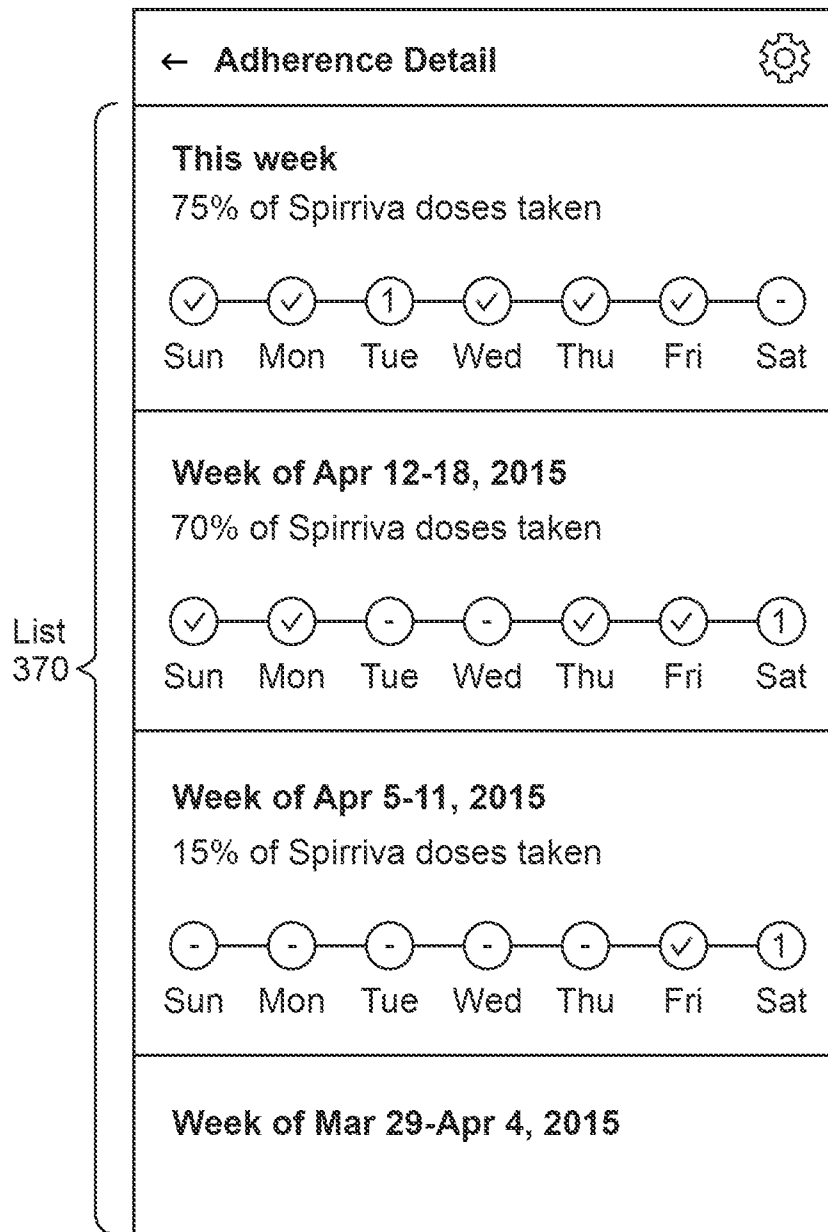 ← Adherence Detail
This week
75% of Spirriva doses taken
✓ ✓ 1 ✓ ✓ ✓ -
Sun Mon Tue Wed Thu Fri Sat
Week of Apr 12-18, 2015
70% of Spirriva doses taken
✓ ✓ - - ✓ ✓ 1
Sun Mon Tue Wed Thu Fri Sat
List
370
Week of Apr 5-11, 2015
15% of Spirriva doses taken
- - - - - ✓ 1
Sun Mon Tue Wed Thu Fri Sat
Week of Mar 29-Apr 4, 2015